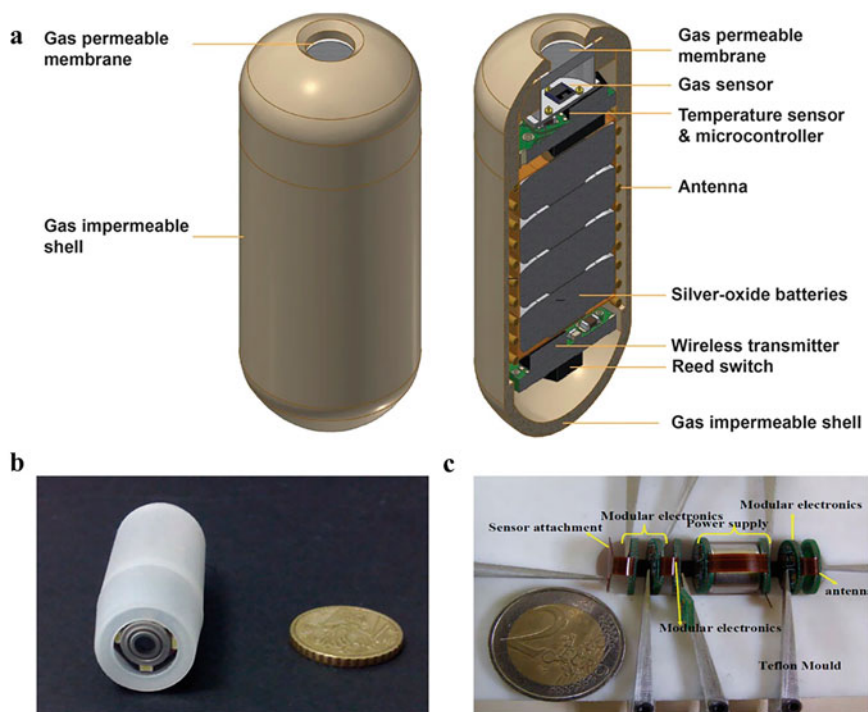 a
Gas permeable
membrane
Gas impermeable
shell
Gas permeable
membrane
Gas sensor
Temperature sensor
& microcontroller
Antenna
Silver-oxide batteries
Wireless transmitter
Reed switch
Gas impermeable shell
b
c
Sensor attachment
Modular electronics
Power supply
Modular electronics
antenna
Modular electronics
Teflon Mould
2